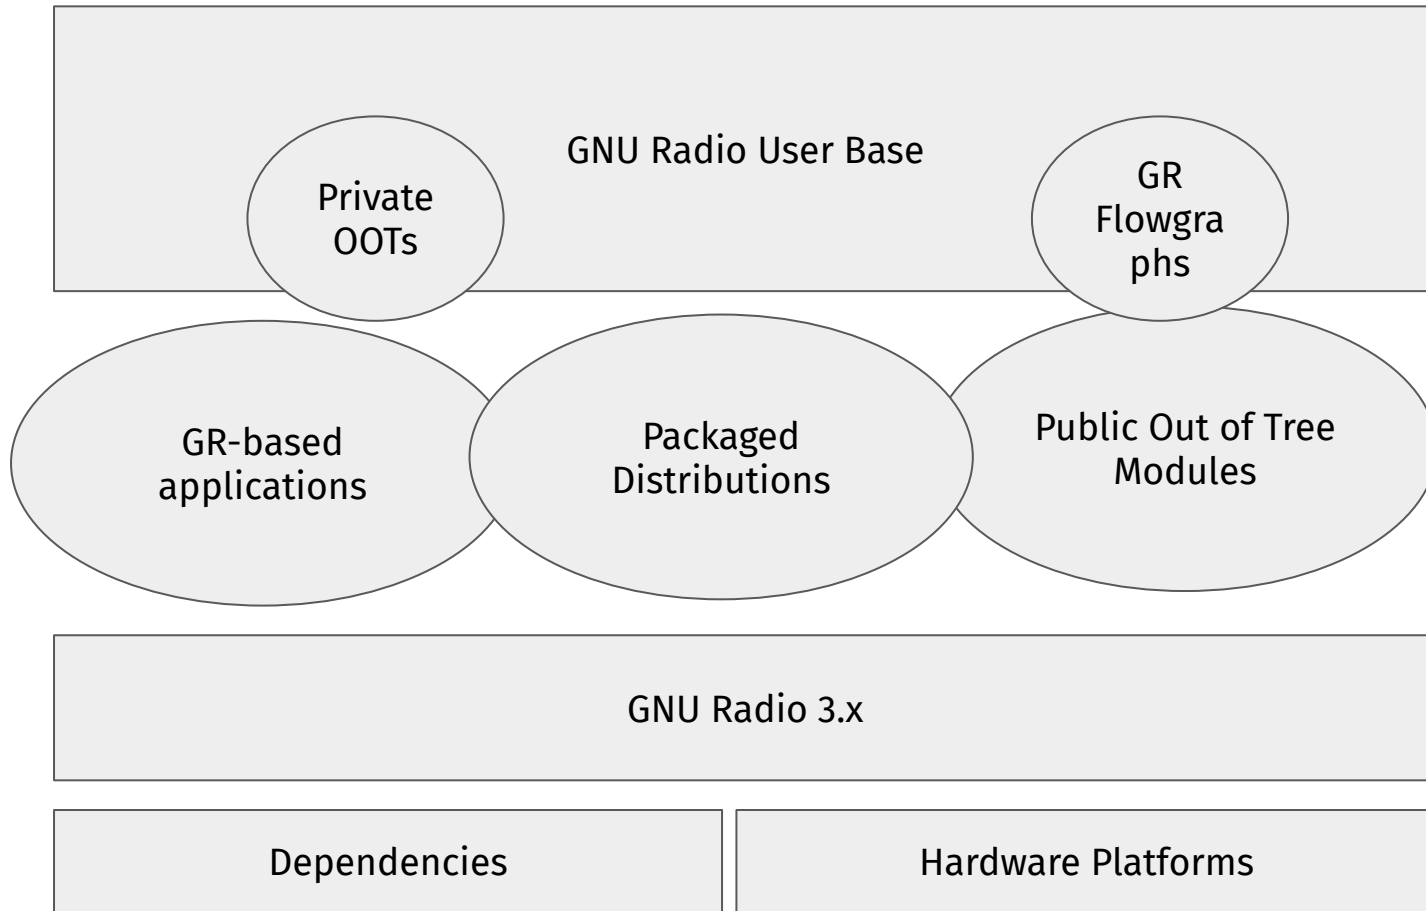 GNU Radio User Base
Private
OOTs
GR
Flowgra
phs
GR-based
applications
Packaged
Distributions
Public Out of Tree
Modules
GNU Radio 3.x
Dependencies
Hardware Platforms